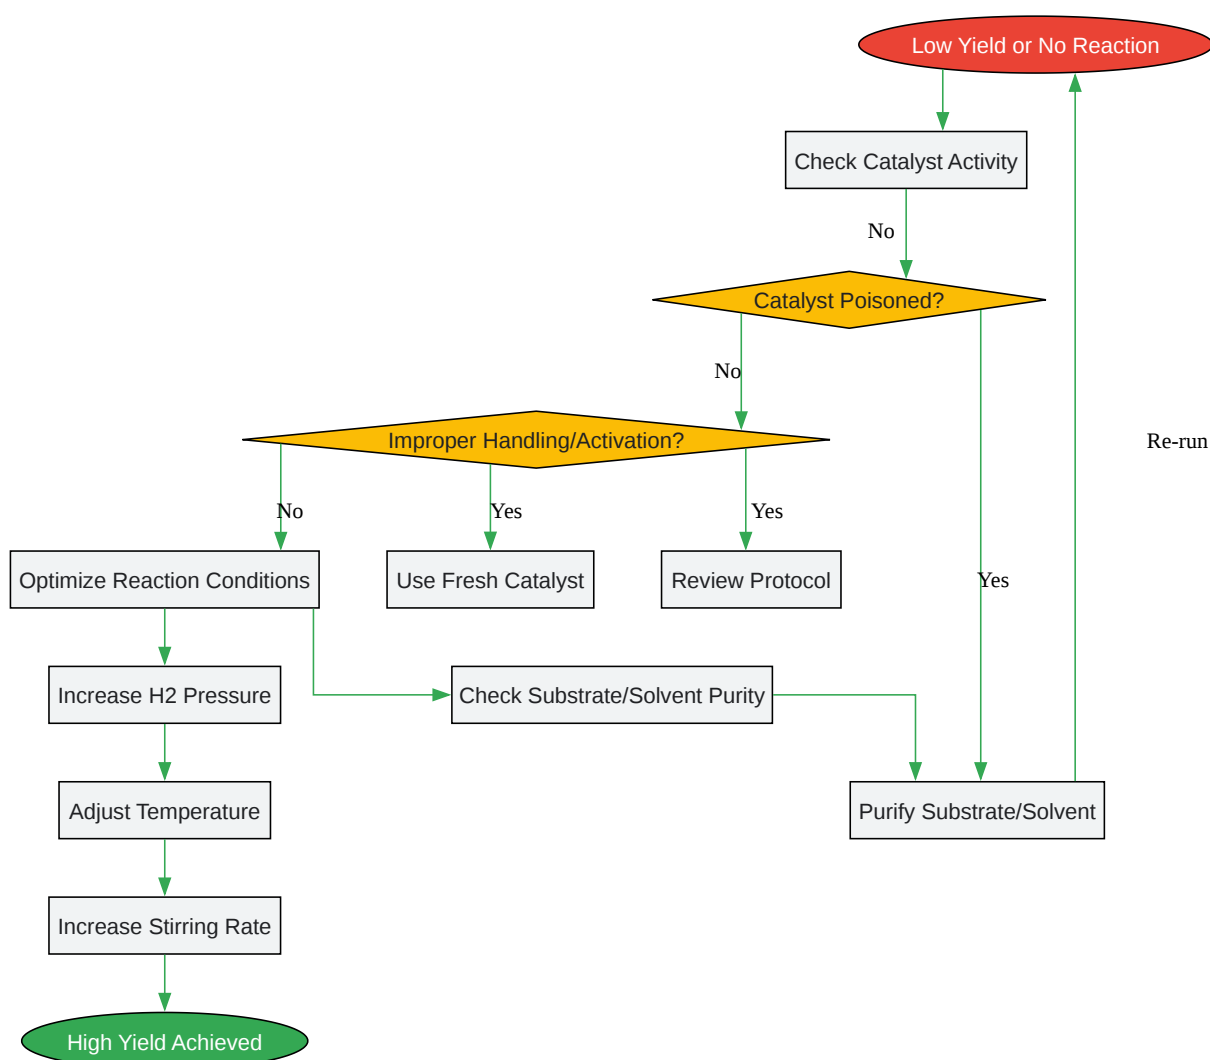 Low Yield or No Reaction
Check Catalyst Activity
No
Catalyst Poisoned?
No
Improper Handling/Activation?
Re-run
No
Yes
Yes
Optimize Reaction Conditions
Use Fresh Catalyst
Review Protocol
Yes
Increase H2 Pressure
Check Substrate/Solvent Purity
Adjust Temperature
Purify Substrate/Solvent
Increase Stirring Rate
High Yield Achieved